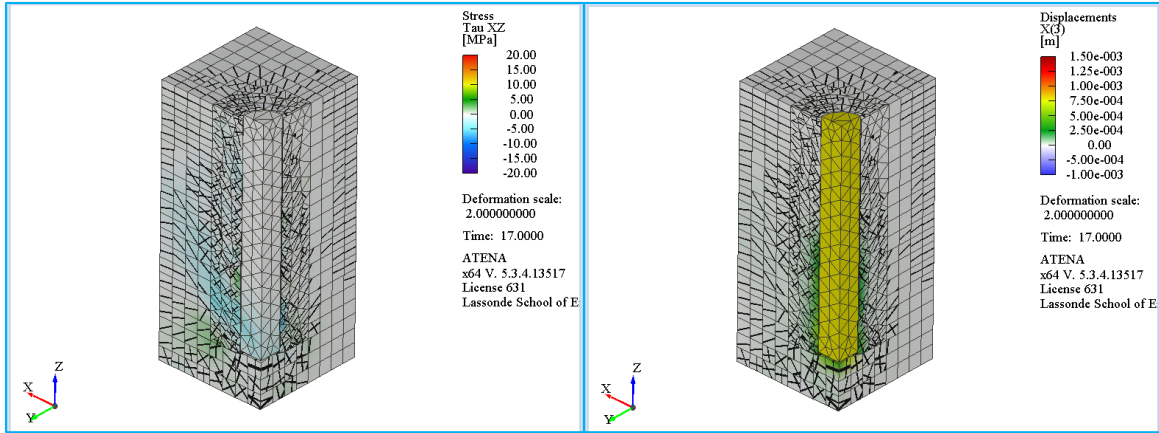 Stress
Tau XZ
[MPa]
20.00
15.00
10.00
5.00
0.00
-5.00
-10.00
-15.00
-20.00
Deformation scale:
2.000000000
Time: 17.0000
ATENA
x64 V. 5.3.4.13517
License 631
Lassonde School of E
Z
X
Y
Displacements
X(3)
[m]
1.50e-003
1.25e-003
1.00e-003
7.50e-004
5.00e-004
2.50e-004
0.00
-5.00e-004
-1.00e-003
Deformation scale:
2.000000000
Time: 17.0000
ATENA
x64 V. 5.3.4.13517
License 631
Lassonde School of E
Z
X
Y